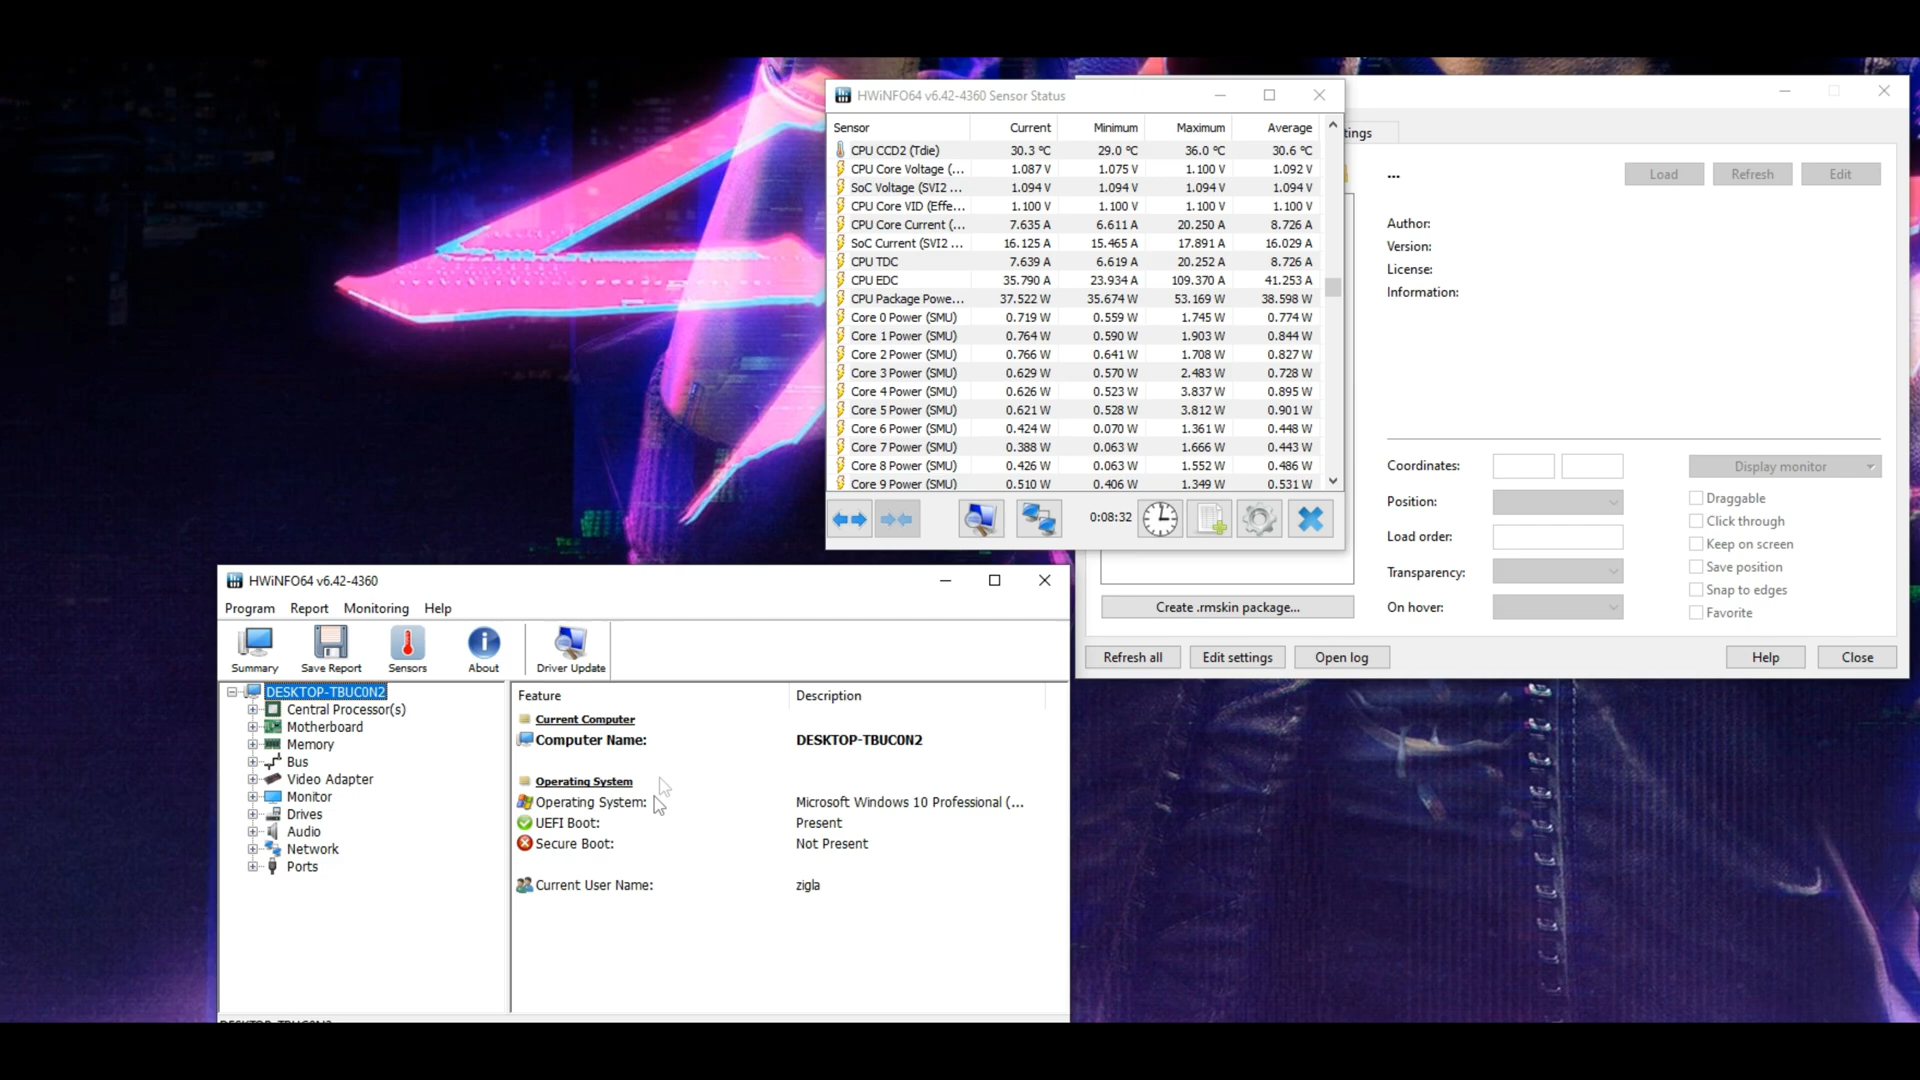 HWiNFO64 v6.42-4360 Sensor Status
Sensor Current Minimum Maximum Average
CPU CCD2 (Tdie) 30.3 °C 29.0 °C 36.0 °C 30.6 °C
CPU Core Voltage (... 1.087 V 1.075 V 1.100 V 1.092 V
SoC Voltage (SVI2 ... 1.094 V 1.094 V 1.094 V 1.094 V
CPU Core VID (Effe... 1.100 V 1.100 V 1.100 V 1.100 V
CPU Core Current (... 7.635 A 6.611 A 20.250 A 8.726 A
SoC Current (SVI2 ... 16.125 A 15.465 A 17.891 A 16.029 A
CPU TDC 7.639 A 6.619 A 20.252 A 8.726 A
CPU EDC 35.790 A 23.934 A 109.370 A 41.253 A
CPU Package Powe... 37.522 W 35.674 W 53.169 W 38.598 W
Core 0 Power (SMU) 0.719 W 0.559 W 1.745 W 0.774 W
Core 1 Power (SMU) 0.764 W 0.590 W 1.903 W 0.844 W
Core 2 Power (SMU) 0.766 W 0.641 W 1.708 W 0.827 W
Core 3 Power (SMU) 0.629 W 0.570 W 2.483 W 0.728 W
Core 4 Power (SMU) 0.626 W 0.523 W 3.837 W 0.895 W
Core 5 Power (SMU) 0.621 W 0.528 W 3.812 W 0.901 W
Core 6 Power (SMU) 0.424 W 0.070 W 1.361 W 0.448 W
Core 7 Power (SMU) 0.388 W 0.063 W 1.666 W 0.443 W
Core 8 Power (SMU) 0.426 W 0.063 W 1.552 W 0.486 W
Core 9 Power (SMU) 0.510 W 0.406 W 1.349 W 0.531 W
0:08:32
tings
... Load Refresh Edit
Author:
Version:
License:
Information:
Coordinates: Display monitor
Position: Draggable
Click through
Load order: Keep on screen
Transparency: Save position
Snap to edges
On hover: Favorite
Create .rmskin package...
Refresh all Edit settings Open log Help Close
HWiNFO64 v6.42-4360
Program Report Monitoring Help
Summary Save Report Sensors About Driver Update
DESKTOP-TBUC0N2
Central Processor(s)
Motherboard
Memory
Bus
Video Adapter
Monitor
Drives
Audio
Network
Ports
Feature Description
Current Computer
Computer Name: DESKTOP-TBUC0N2
Operating System
Operating System: Microsoft Windows 10 Professional (...
UEFI Boot: Present
Secure Boot: Not Present
Current User Name: zigla